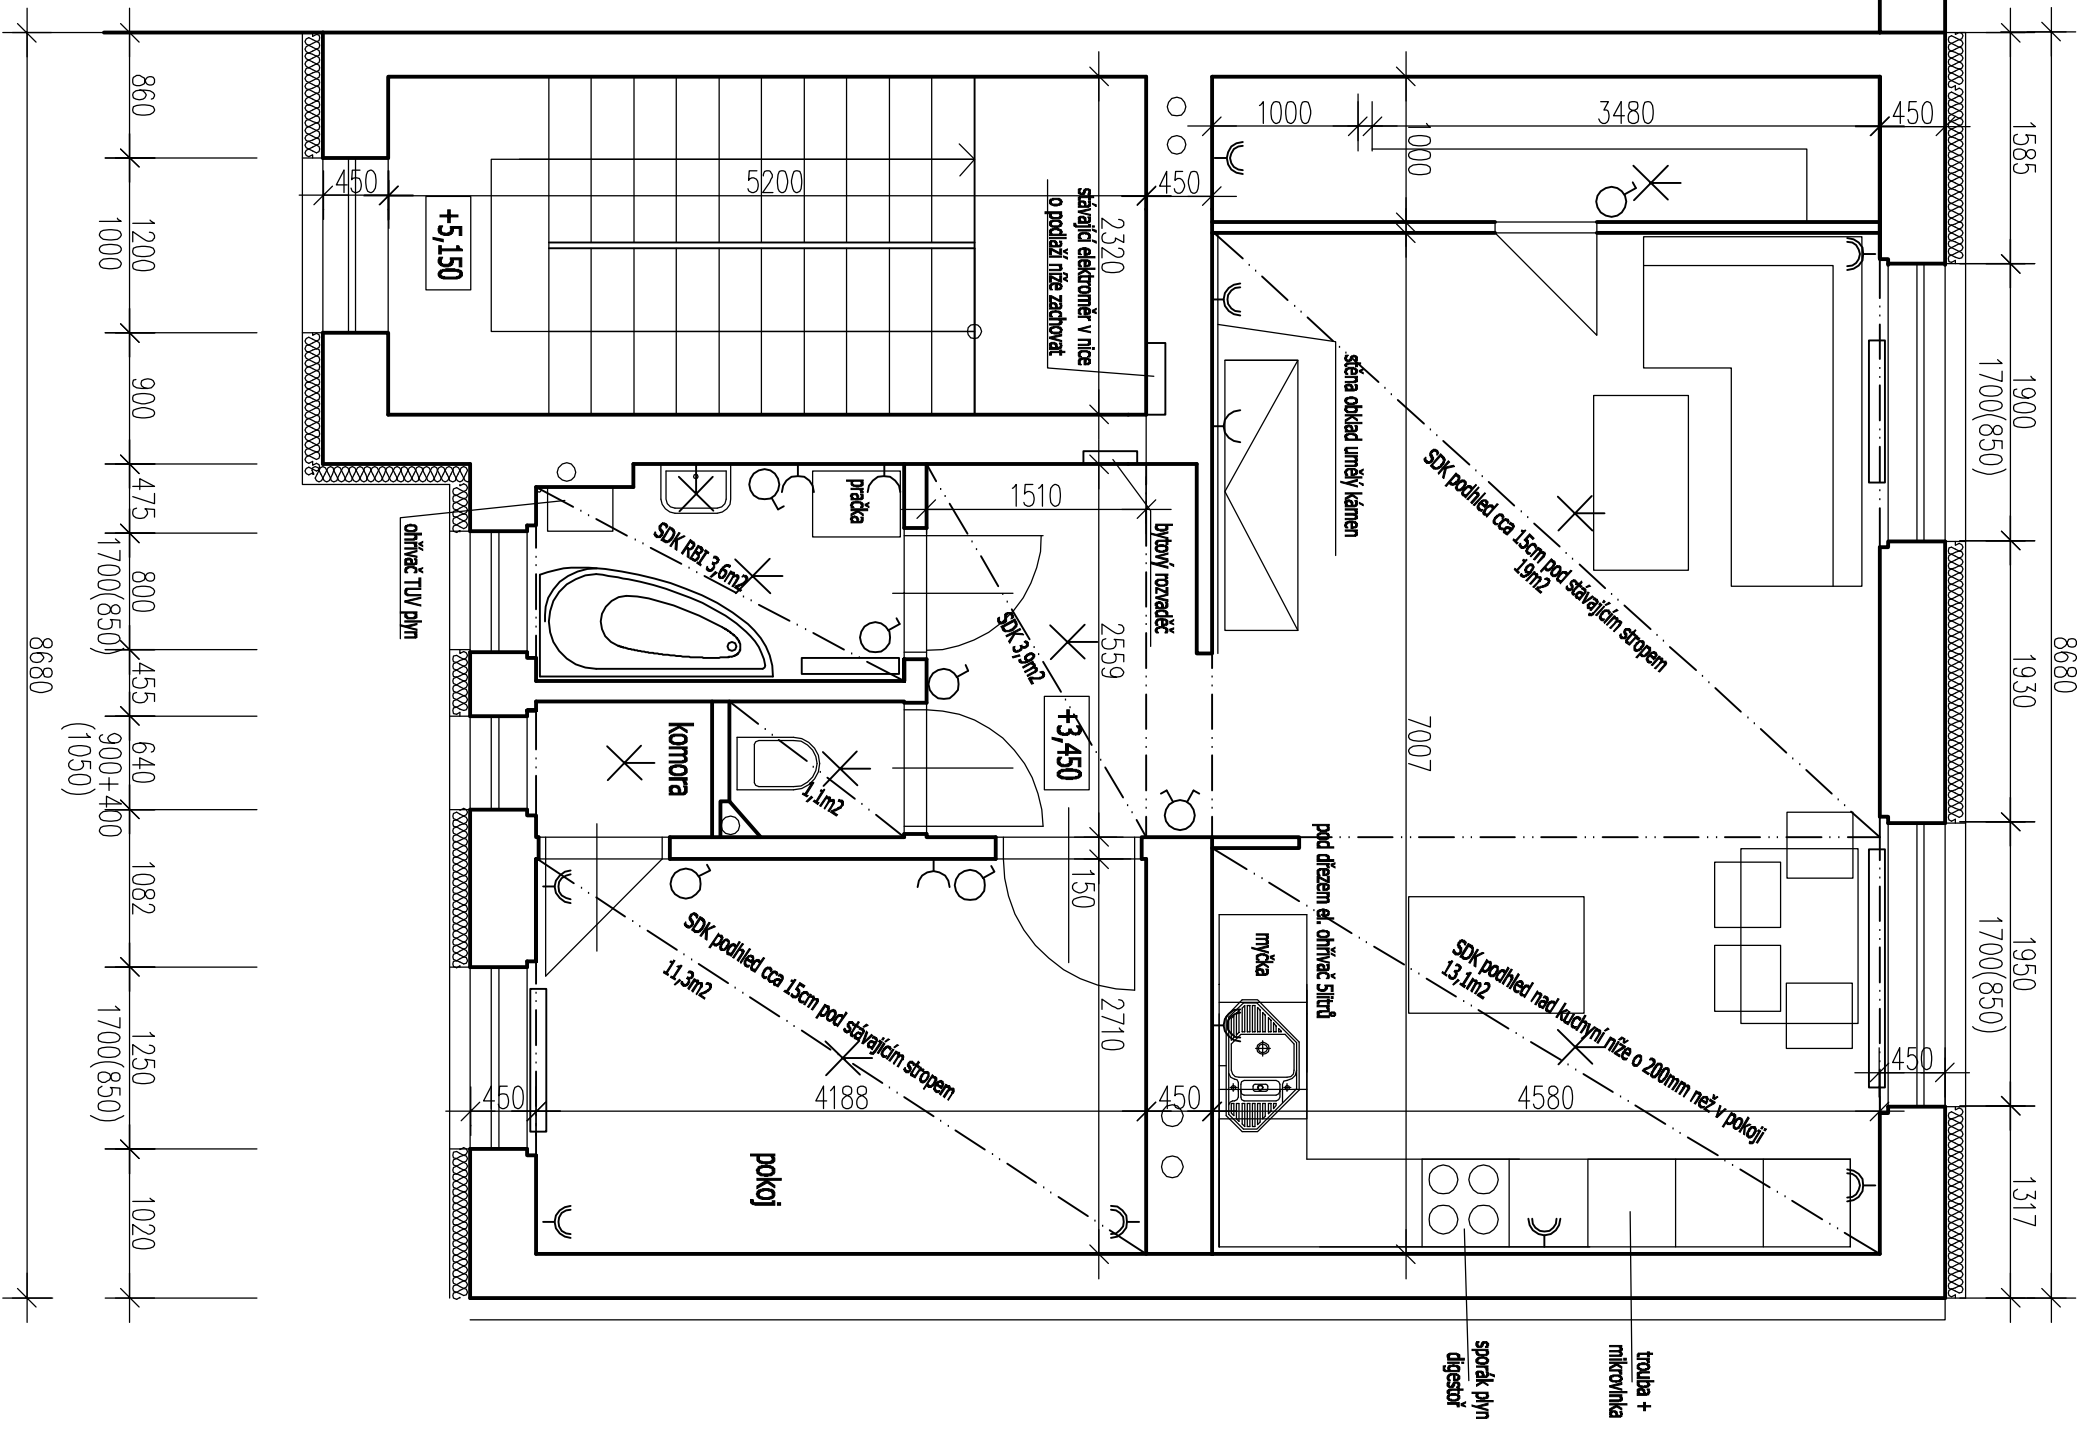 8680
860
1200
1000
900
475
800
1700(850)
455
640
900+400
(1050)
1082
1250
1700(850)
1020
450
5200
450
+5,150
2320
stávající elektroměr v nice
o podlaží níže zachovat
1000
3480
450
1000
1585
1900
1700(850)
1930
8680
1950
1700(850)
1317
stěna obklad umělý kámen
SDK podhled cca 15cm pod stávajícím stropem
19m2
7007
ohřívač TUV plyn
SDK RBI 3,6m2
pračka
1510
bytový rozvaděč
SDK 3,9m2
2559
+3,450
komora
1,1m2
150
SDK podhled cca 15cm pod stávajícím stropem
11,3m2
2710
450
4188
450
pokoj
pod dřezem el. ohřívač 5litrů
myčka
SDK podhled nad kuchyní níže o 200mm než v pokoji
13,1m2
4580
450
sporák plyn
digestoř
trouba +
mikrovlnka